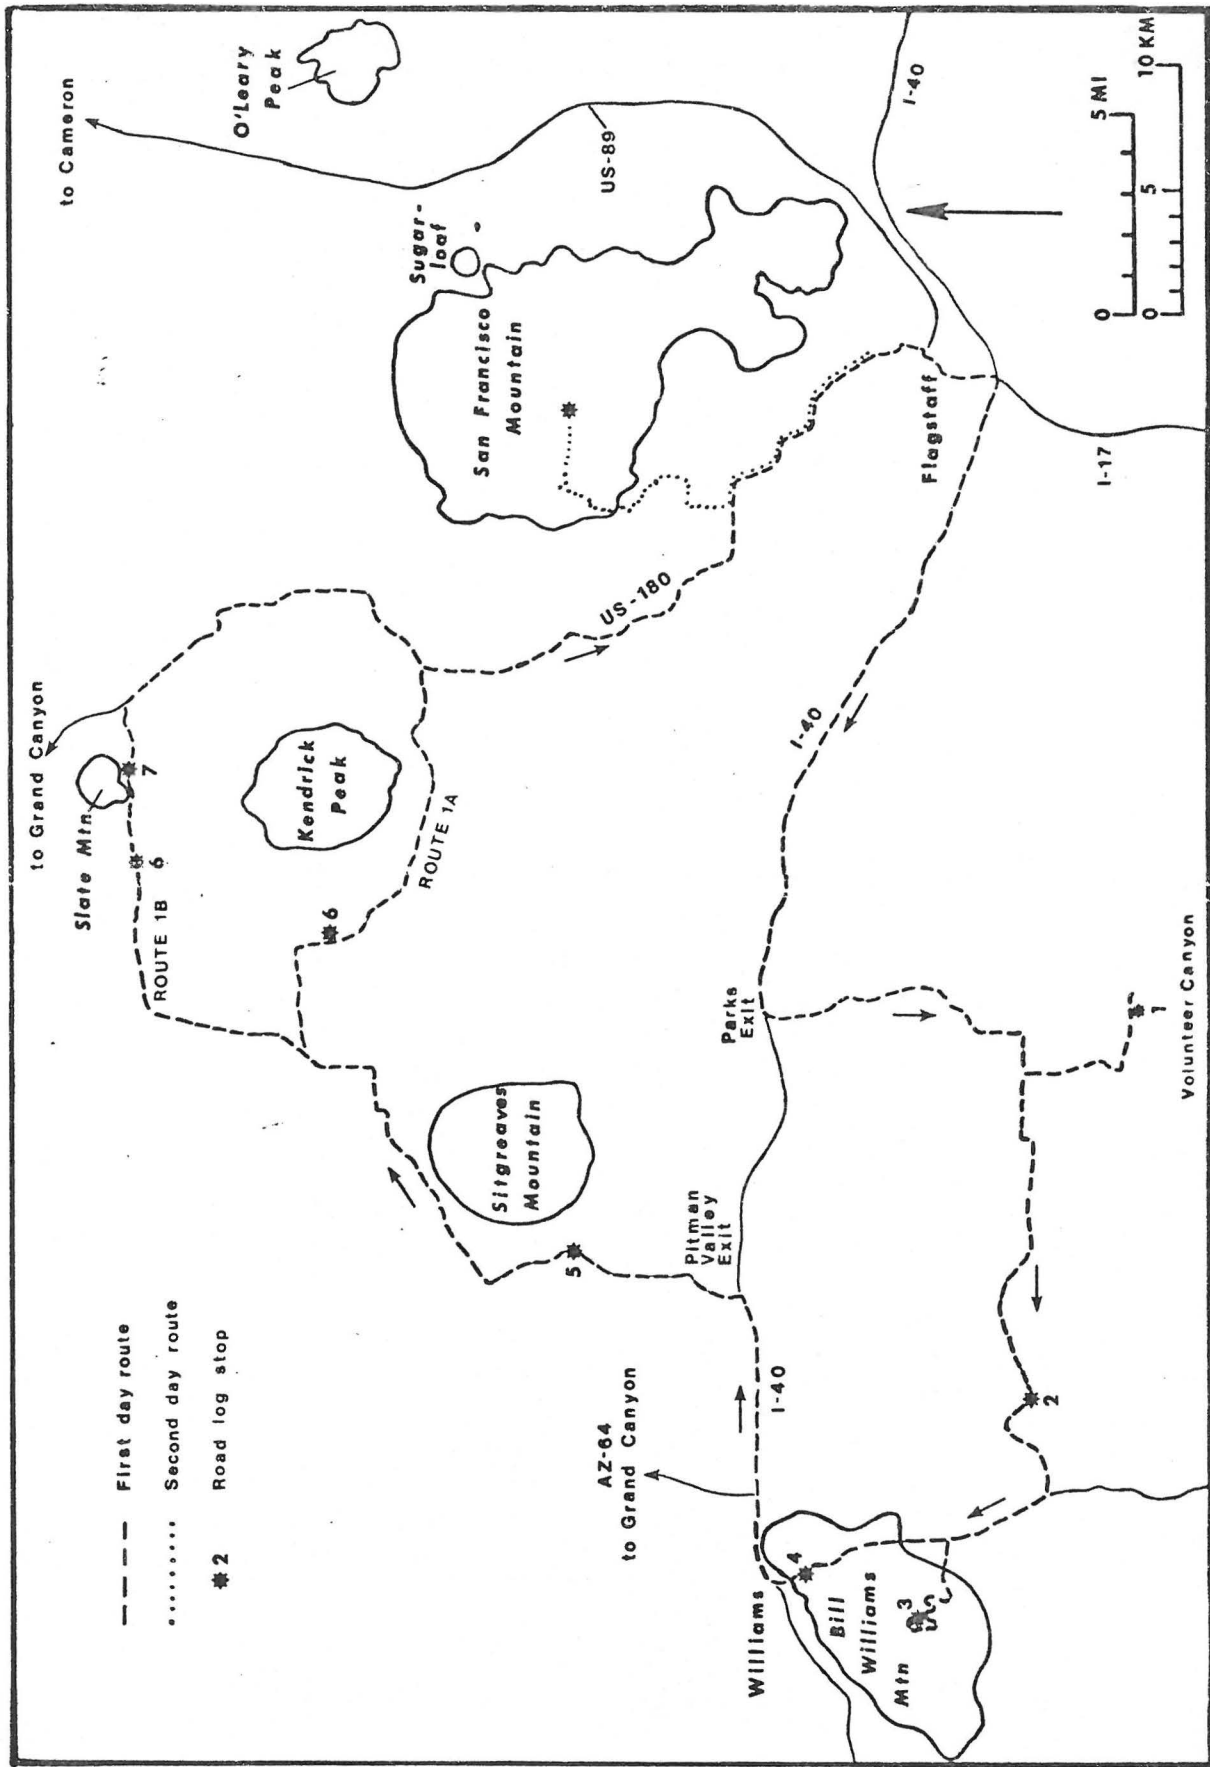 First day route
Second day route
2 Road log stop
to Grand Canyon
to Cameron
Slate Mtn.
7
6
ROUTE 1B
O'Leary
Peak
Kendrick
Peak
6
ROUTE 1A
Sugar-
loaf
San Francisco
Mountain
US-89
Sitgreaves
Mountain
5
US-180
AZ-64
to Grand Canyon
Pitman
Valley
Exit
Parks
Exit
I-40
I-40
Williams
4
Bill
Williams
Mtn
3
Flagstaff
I-40
I-17
2
1
Volunteer Canyon
0 5 MI
0 5 10 KM